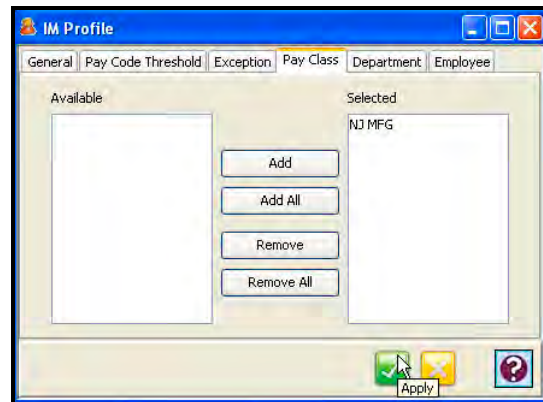 IM Profile
General Pay Code Threshold Exception Pay Class Department Employee
Available Selected
NJ MFG
Add
Add All
Remove
Remove All
?
Apply